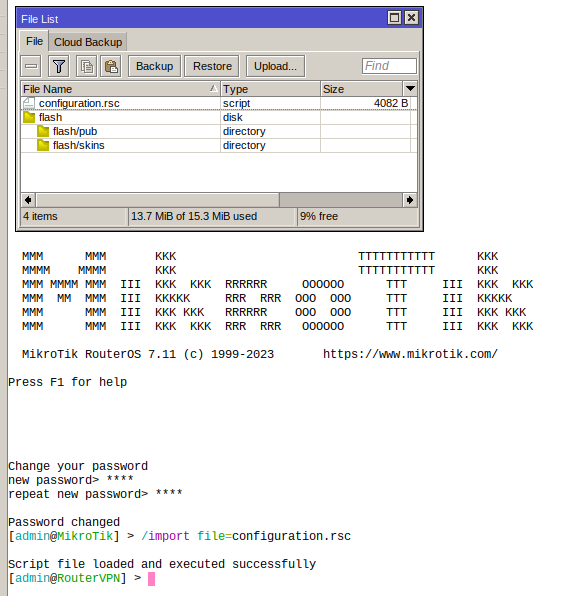 File List
File Cloud Backup
Backup Restore Upload... Find
File Name Type Size
configuration.rsc script 4082 B
flash disk
flash/pub directory
flash/skins directory
4 items 13.7 MiB of 15.3 MiB used 9% free
MMM      MMM       KKK                          TTTTTTTTTTT      KKK
MMMM    MMMM       KKK                          TTTTTTTTTTT      KKK
MMM MMMM MMM  III  KKK  KKK  RRRRRR     OOOOOO      TTT     III  KKK  KKK
MMM  MM  MMM  III  KKKKK     RRR  RRR  OOO  OOO     TTT     III  KKKKK
MMM      MMM  III  KKK KKK   RRRRRR    OOO  OOO     TTT     III  KKK KKK
MMM      MMM  III  KKK  KKK  RRR  RRR   OOOOOO      TTT     III  KKK  KKK
MikroTik RouterOS 7.11 (c) 1999-2023       https://www.mikrotik.com/
Press F1 for help
Change your password
new password> ****
repeat new password> ****
Password changed
[admin@MikroTik] > /import file=configuration.rsc
Script file loaded and executed successfully
[admin@RouterVPN] >